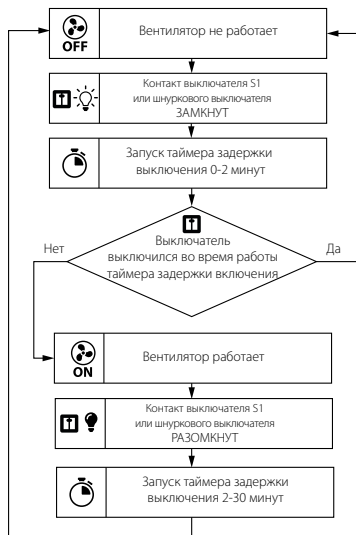 OFF
Вентилятор не работает
Контакт выключателя S1
или шнуркового выключателя
ЗАМКНУТ
Запуск таймера задержки
выключения 0-2 минут
Нет
Выключатель
выключился во время работы
таймера задержки включения
Да
ON
Вентилятор работает
Контакт выключателя S1
или шнуркового выключателя
РАЗОМКНУТ
Запуск таймера задержки
выключения 2-30 минут